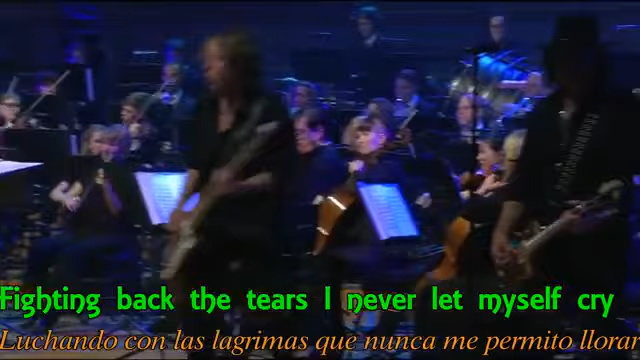 Fighting back the tears I never let myself cry
Luchando con las lagrimas que nunca me permito llorar